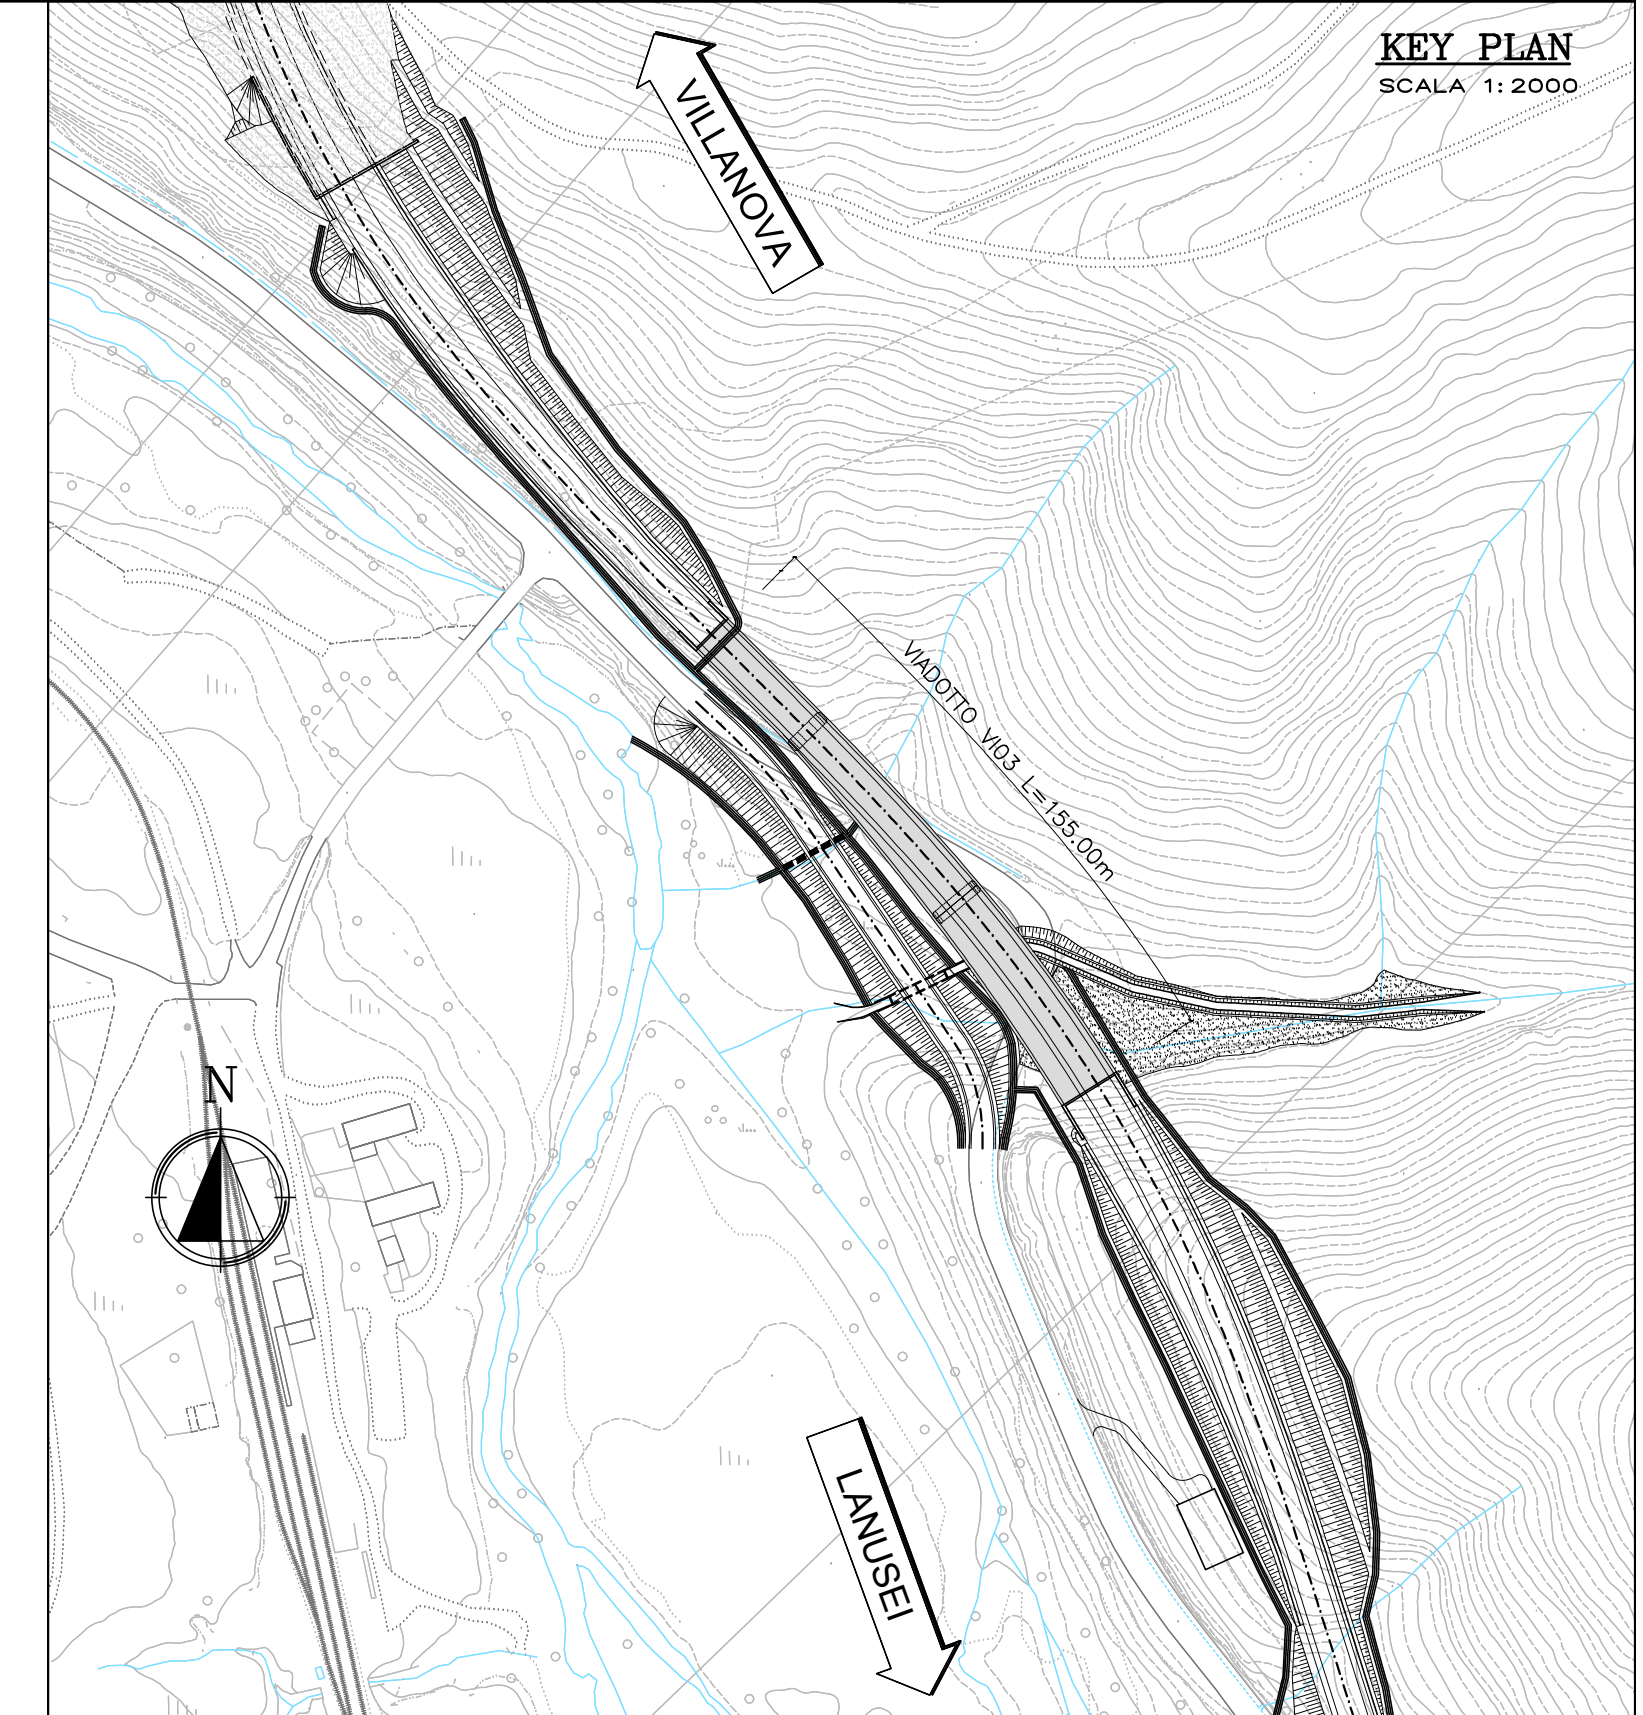 KEY PLAN
SCALA 1:2000
VILLANOVA
VIADOTTO VI03 L=155.00m
N
LANUSEI